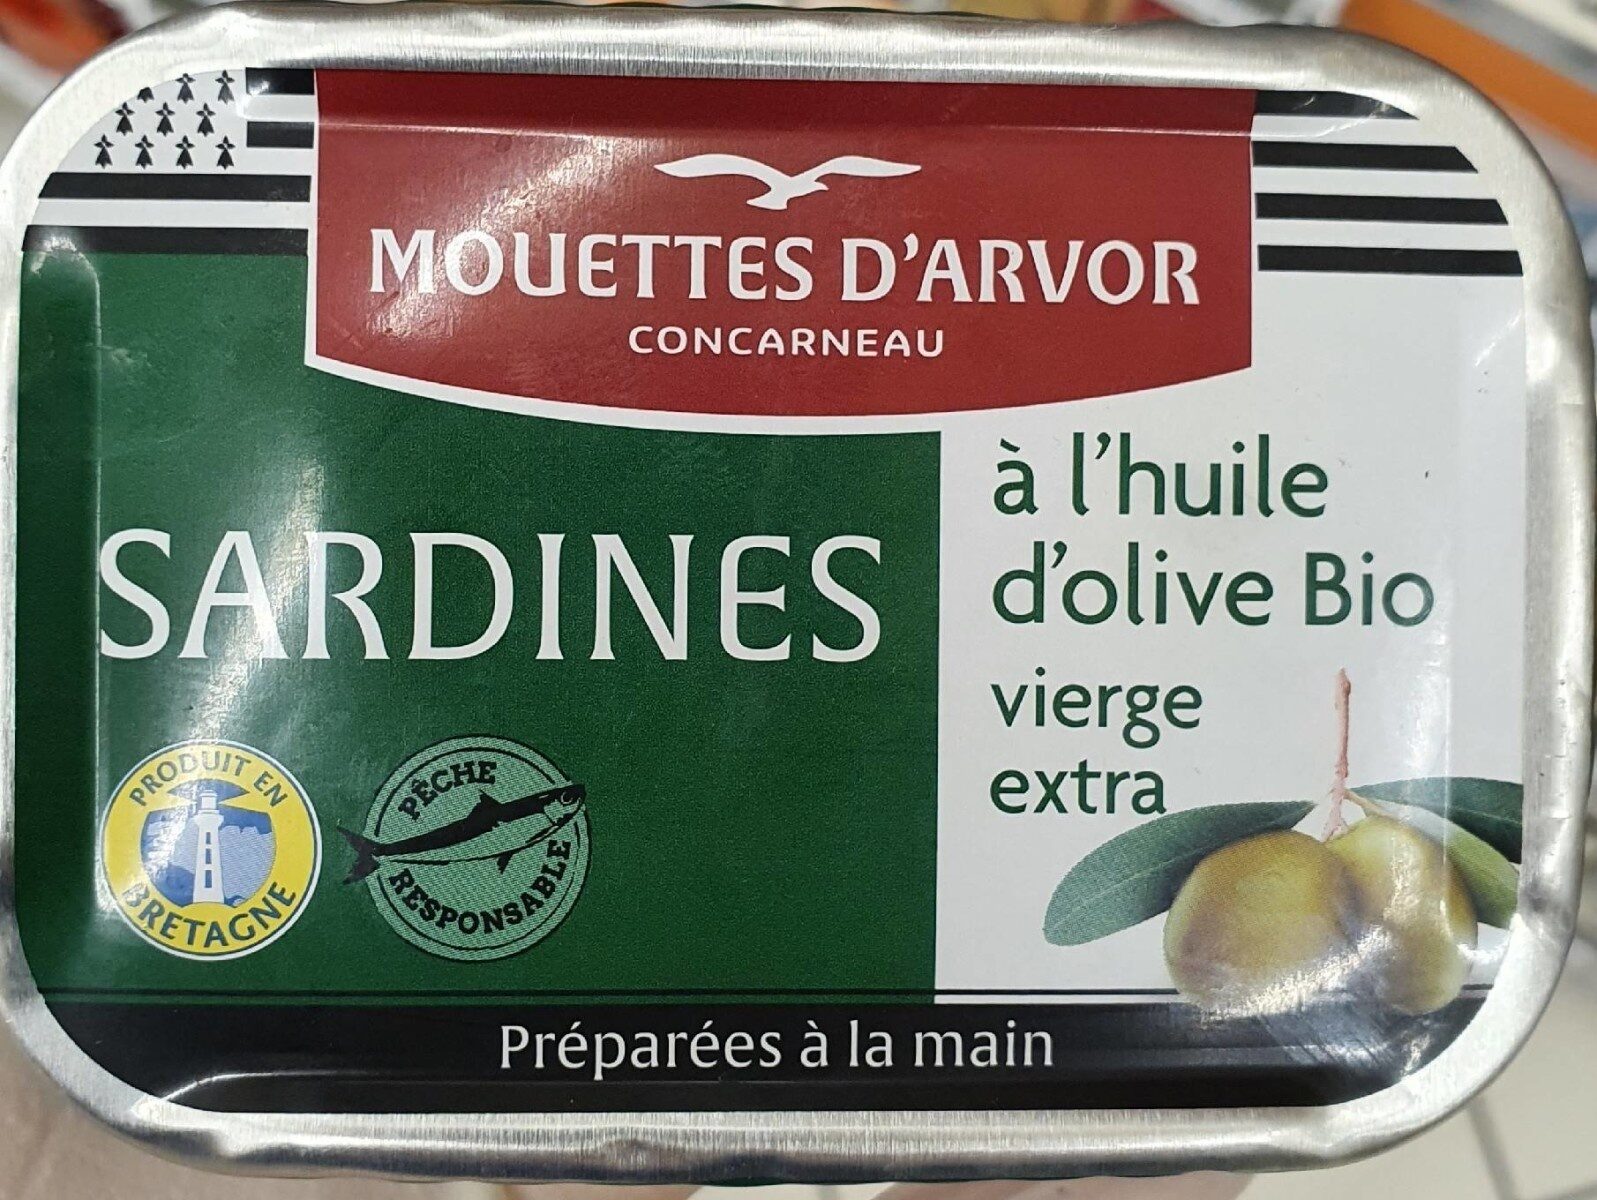 MOUETTES D'ARVOR
CONCARNEAU
SARDINES
à l'huile
d'olive Bio
vierge
extra
PRODUIT EN
BRETAGNE
PÊCHE
RESPONSABLE
Préparées à la main